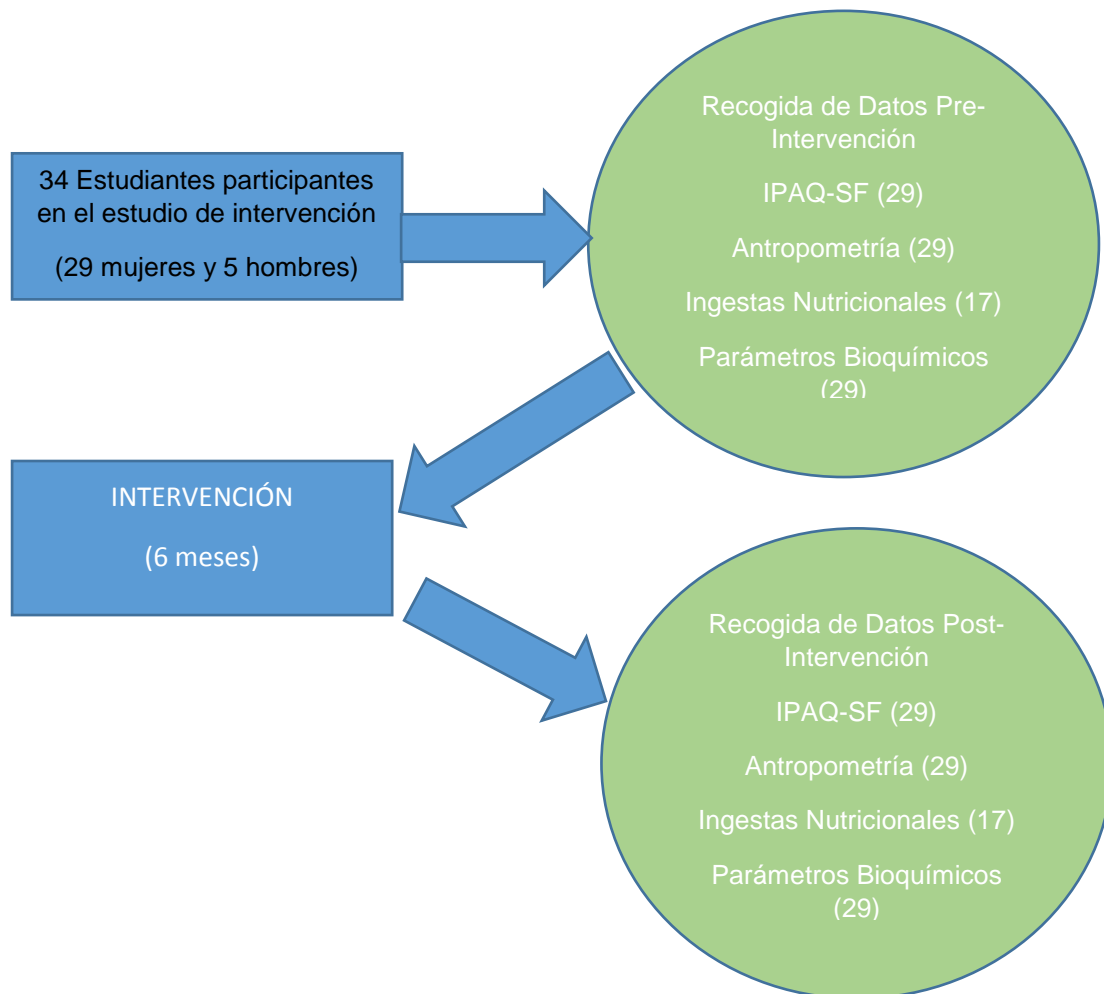 34 Estudiantes participantes
en el estudio de intervención
(29 mujeres y 5 hombres)
Recogida de Datos Pre-
Intervención
IPAQ-SF (29)
Antropometría (29)
Ingestas Nutricionales (17)
Parámetros Bioquímicos
(29)
INTERVENCIÓN
(6 meses)
Recogida de Datos Post-
Intervención
IPAQ-SF (29)
Antropometría (29)
Ingestas Nutricionales (17)
Parámetros Bioquímicos
(29)